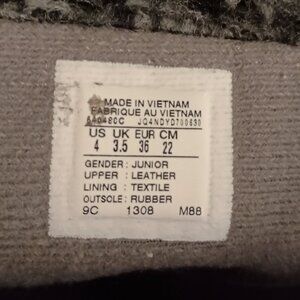 MADE IN VIETNAM
FABRIQUE AU VIETNAM
US UK EUR CM
4 3.5 36 22
GENDER : JUNIOR
UPPER : LEATHER
LINING : TEXTILE
OUTSOLE: RUBBER
9C 1308 M88